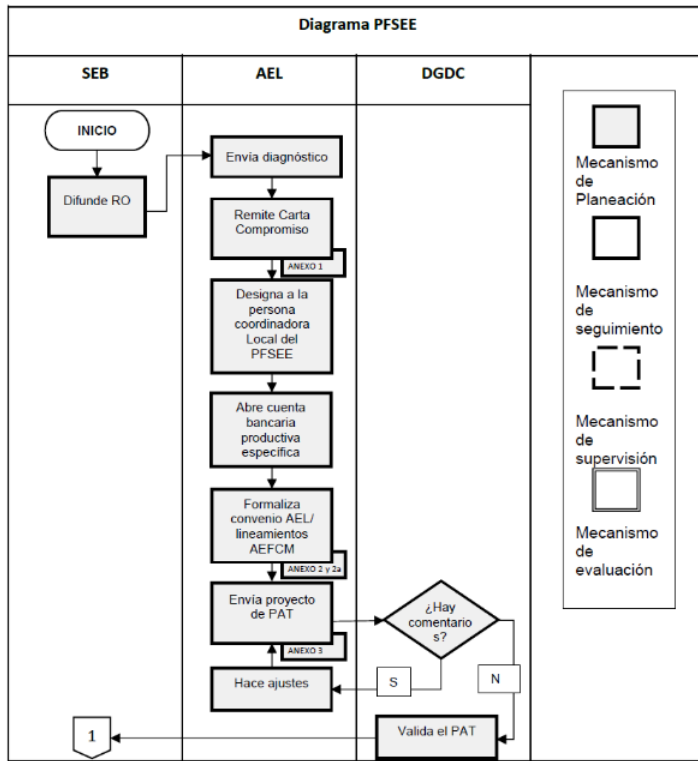 Diagrama PFSEE
SEB
AEL
DGDC
INICIO
Difunde RO
Envía diagnóstico
Remite Carta
Compromiso
ANEXO 1
Designa a la
persona
coordinadora
Local del
PFSEE
Abre cuenta
bancaria
productiva
específica
Formaliza
convenio AEL/
lineamientos
AEFCM
ANEXO 2 y 2a
Envía proyecto
de PAT
ANEXO 3
¿Hay
comentario
s?
S
N
Hace ajustes
Valida el PAT
1
Mecanismo
de
Planeación
Mecanismo
de
seguimiento
Mecanismo
de
supervisión
Mecanismo
de
evaluación